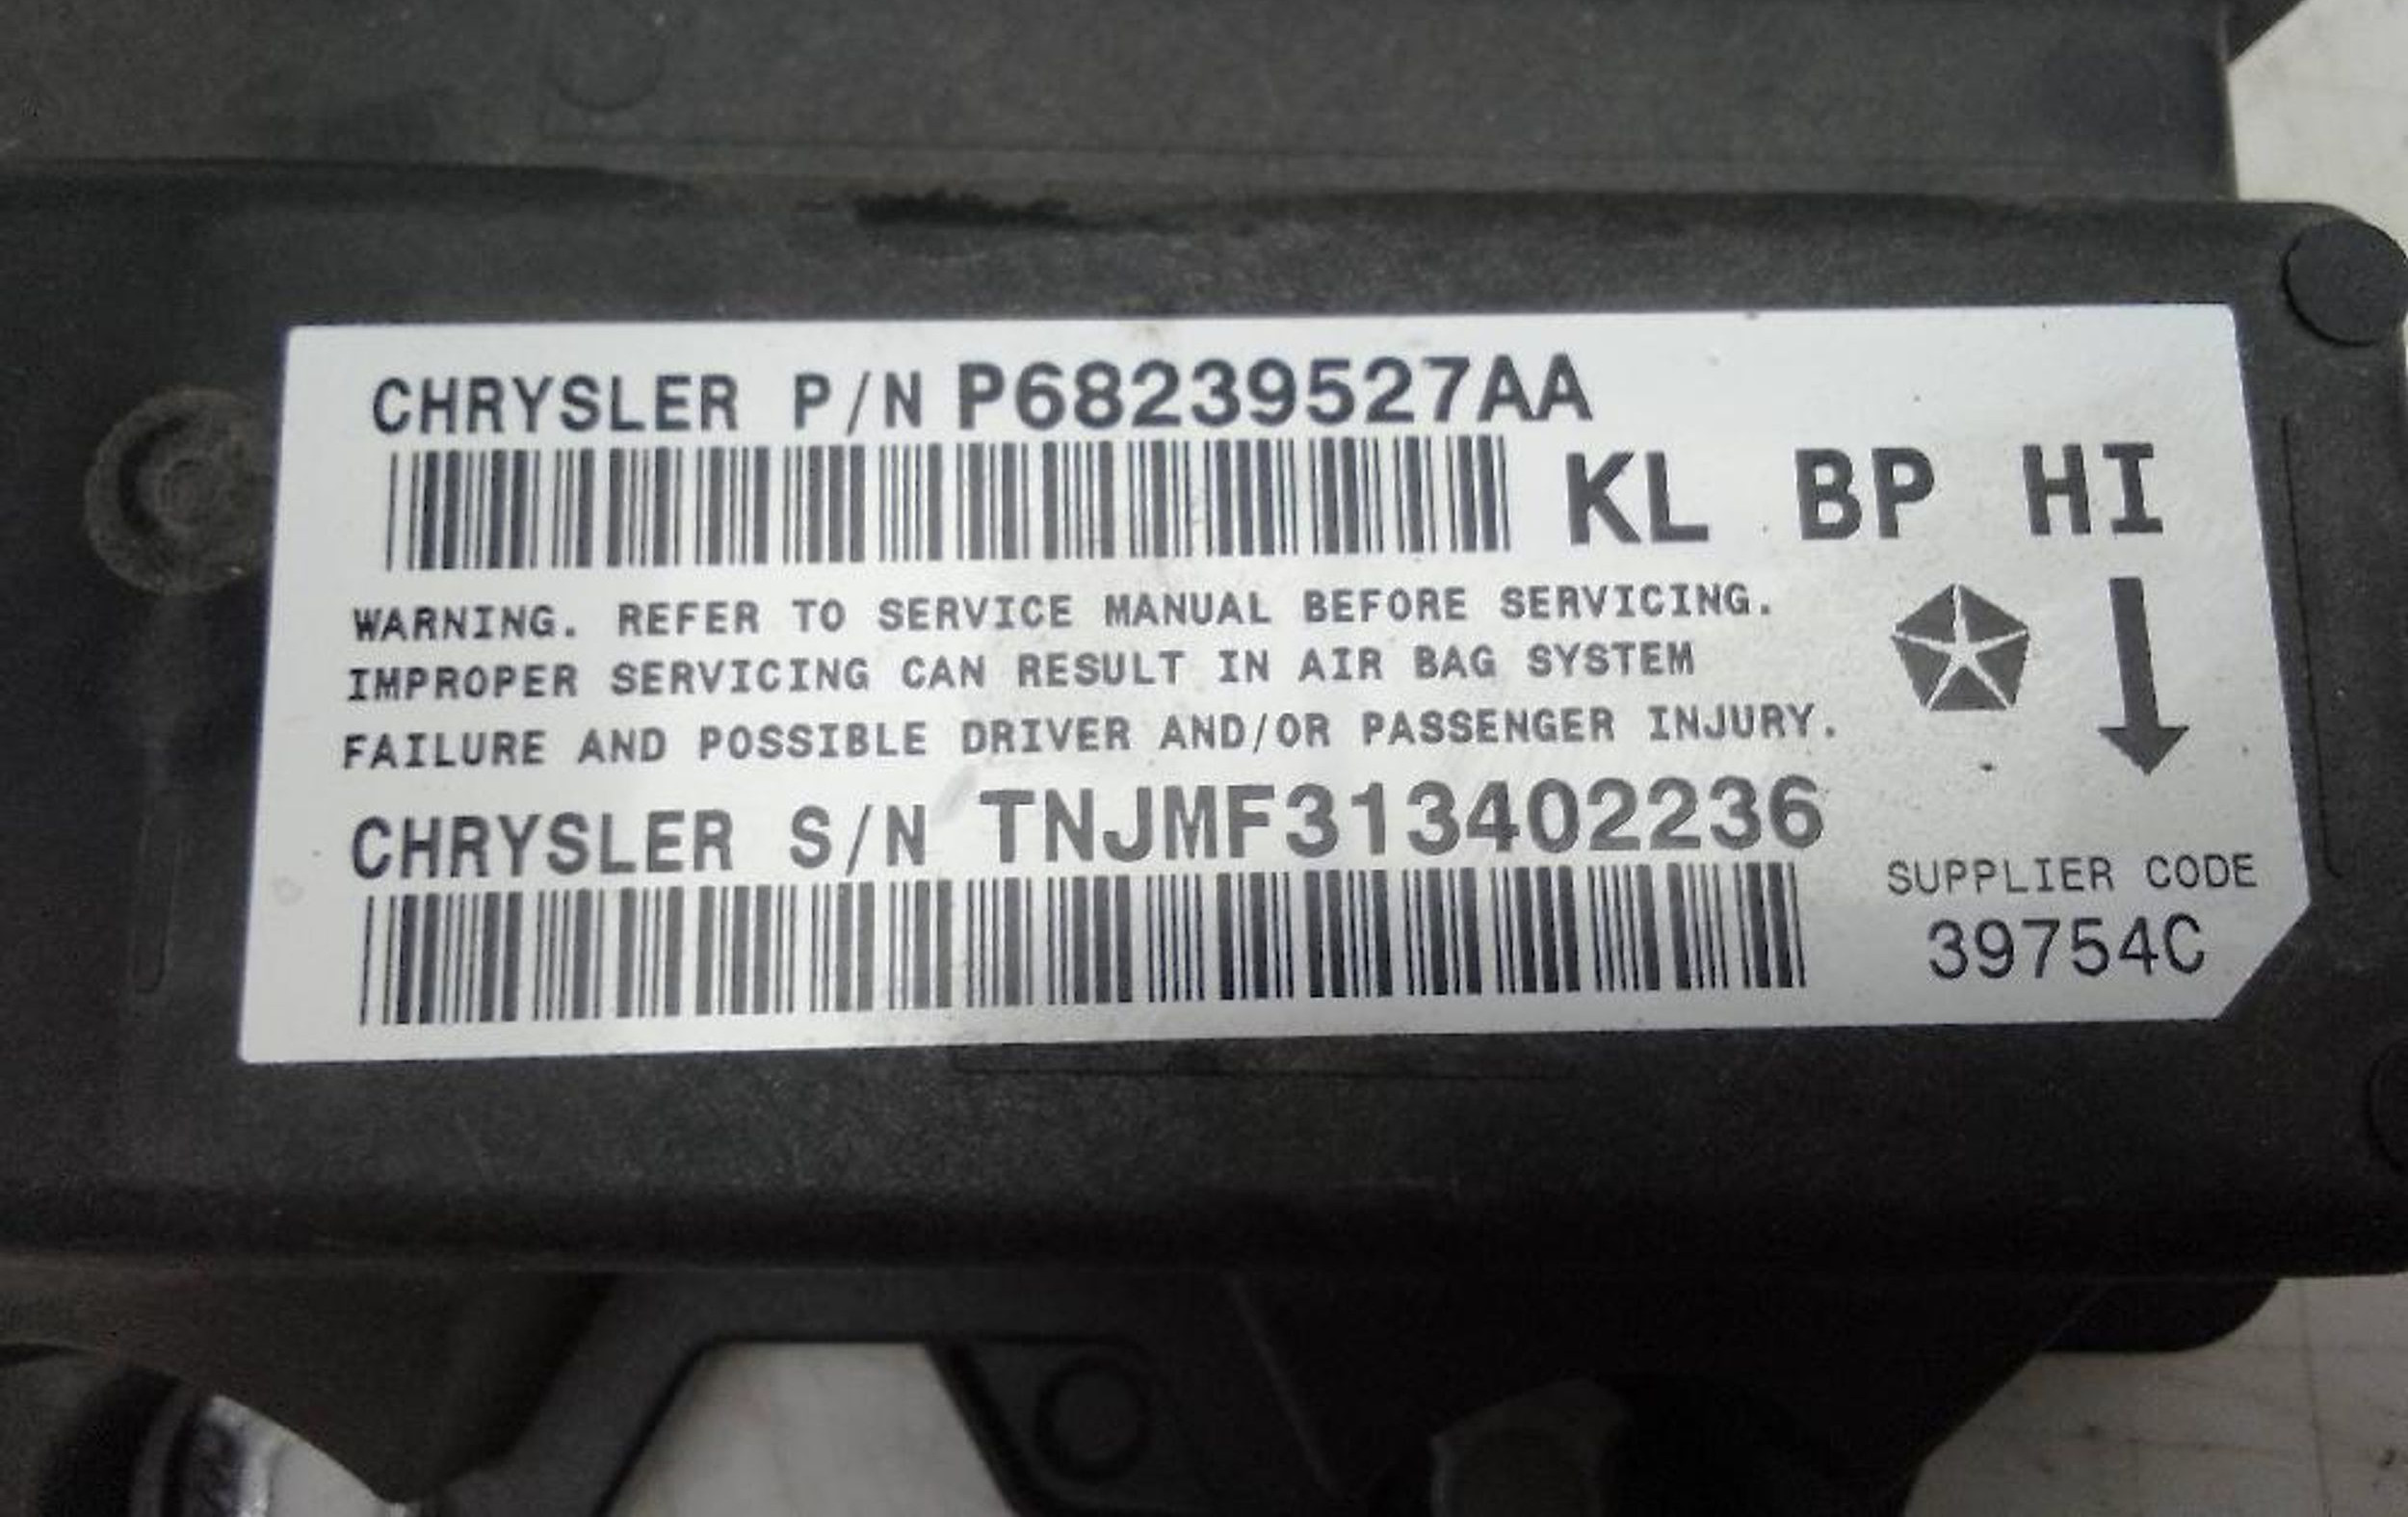 CHRYSLER P/N P68239527AA
KL BP HI
WARNING. REFER TO SERVICE MANUAL BEFORE SERVICING.
IMPROPER SERVICING CAN RESULT IN AIR BAG SYSTEM
FAILURE AND POSSIBLE DRIVER AND/OR PASSENGER INJURY.
CHRYSLER S/N TNJMF313402236
SUPPLIER CODE
39754C